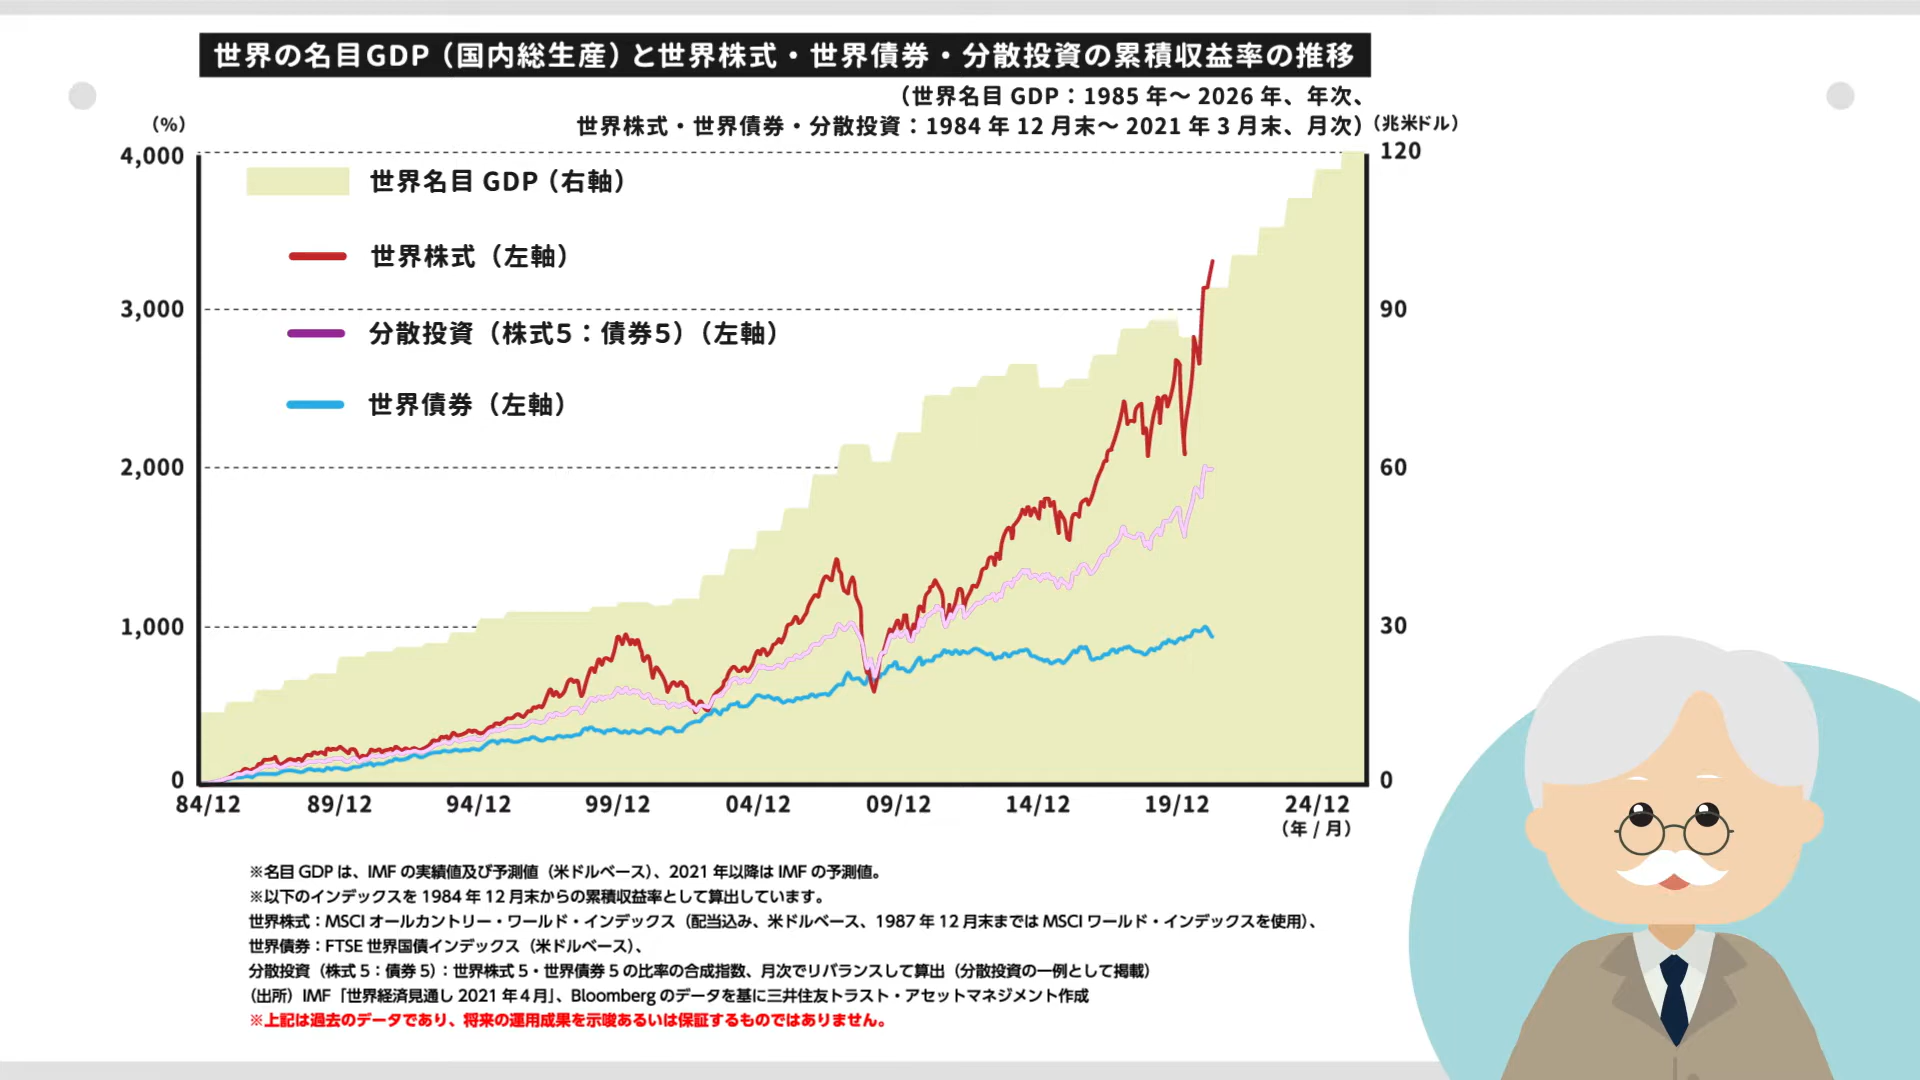 世界の名目GDP（国内総生産）と世界株式・世界債券・分散投資の累積収益率の推移
（世界名目 GDP：1985 年～ 2026 年、年次、
世界株式・世界債券・分散投資：1984 年 12 月末～ 2021 年 3 月末、月次）
（%）
（兆米ドル）
4,000
3,000
2,000
1,000
0
120
90
60
30
0
世界名目 GDP（右軸）
世界株式（左軸）
分散投資（株式5：債券5）（左軸）
世界債券（左軸）
84/12 89/12 94/12 99/12 04/12 09/12 14/12 19/12 24/12
（年 / 月）
※名目 GDP は、IMF の実績値及び予測値（米ドルベース）、2021 年以降は IMF の予測値。
※以下のインデックスを 1984 年 12 月末からの累積収益率として算出しています。
世界株式：MSCI オールカントリー・ワールド・インデックス（配当込み、米ドルベース、1987 年 12 月末までは MSCI ワールド・インデックスを使用）、
世界債券：FTSE 世界国債インデックス（米ドルベース）、
分散投資（株式 5：債券 5）：世界株式 5・世界債券 5 の比率の合成指数、月次でリバランスして算出（分散投資の一例として掲載）
（出所）IMF「世界経済見通し 2021 年 4 月」、Bloomberg のデータを基に三井住友トラスト・アセットマネジメント作成
※上記は過去のデータであり、将来の運用成果を示唆あるいは保証するものではありません。